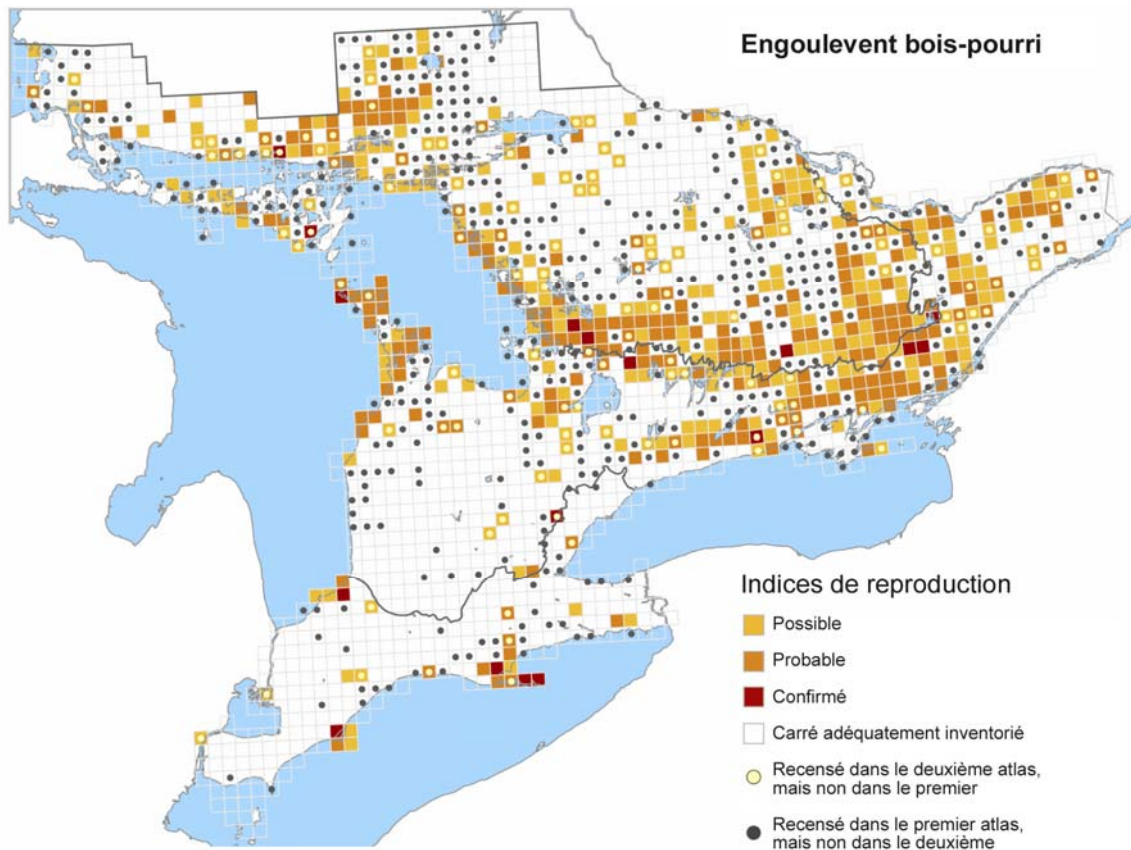 Engoulevent bois-pourri
Indices de reproduction
Possible
Probable
Confirmé
Carré adéquatement inventorié
Recensé dans le deuxième atlas,
mais non dans le premier
Recensé dans le premier atlas,
mais non dans le deuxième